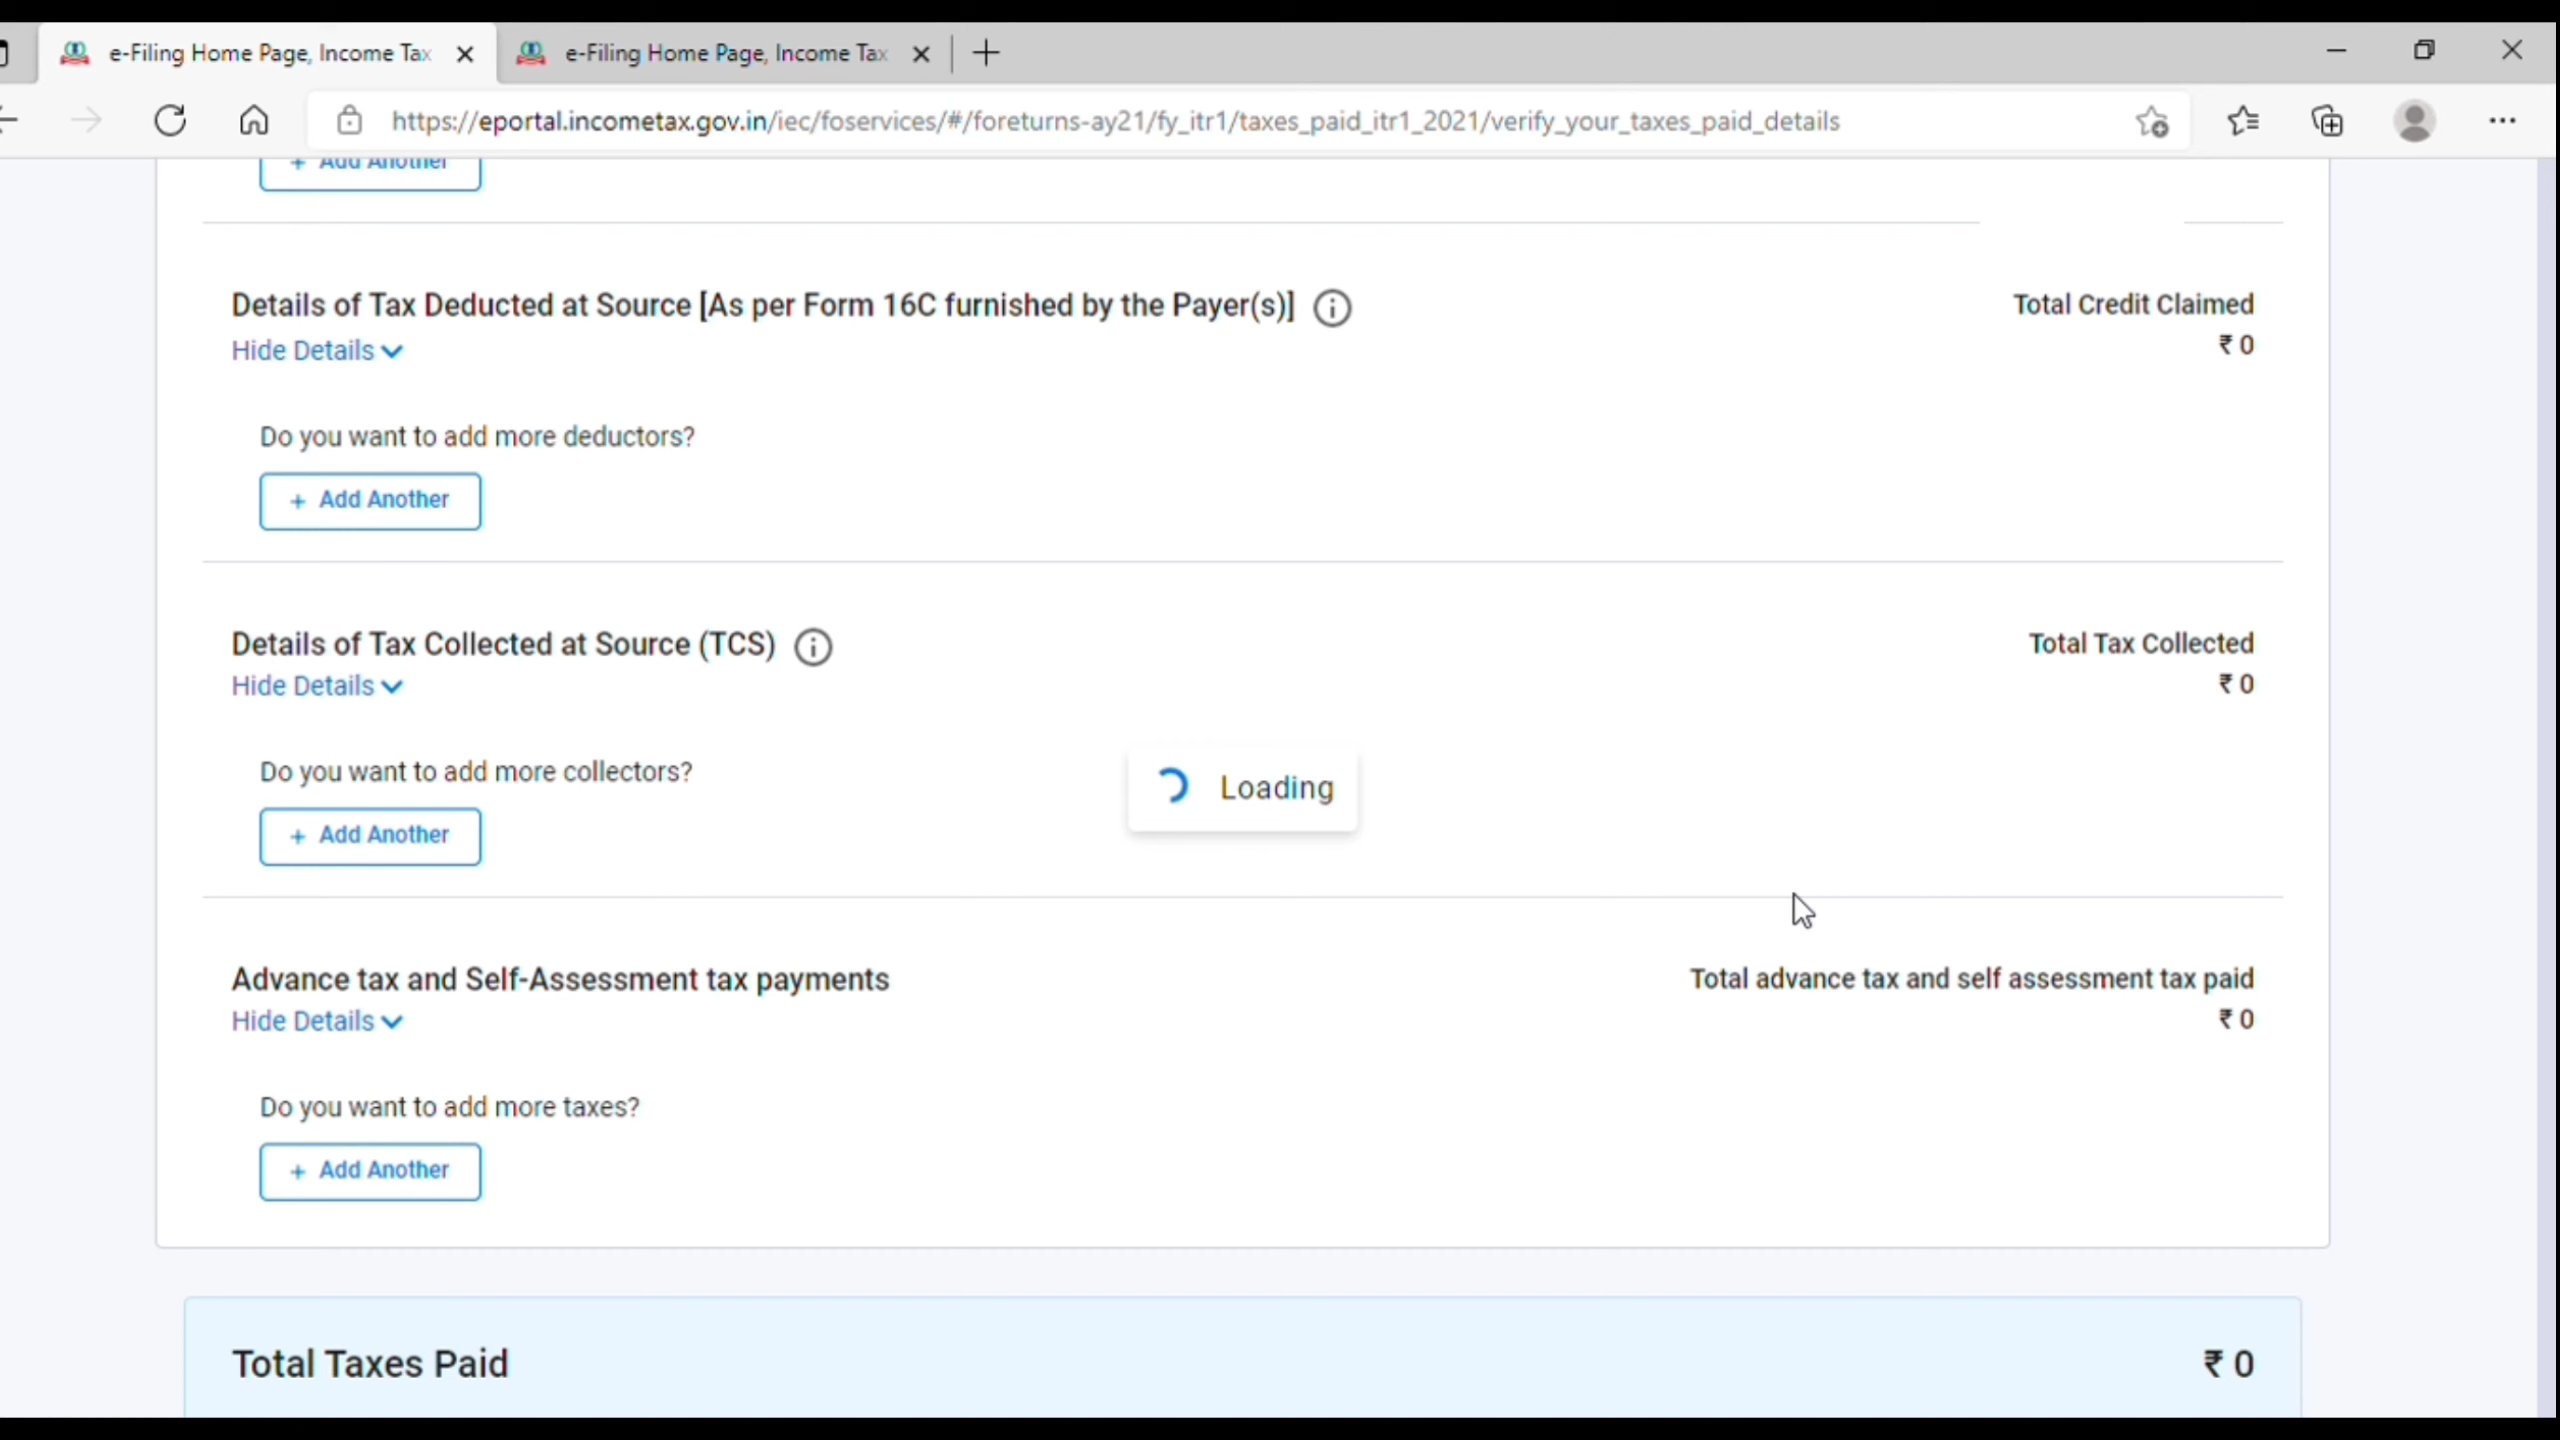 e-Filing Home Page, Income Tax
e-Filing Home Page, Income Tax
https://eportal.incometax.gov.in/iec/foservices/#/foreturns-ay21/fy_itr1/taxes_paid_itr1_2021/verify_your_taxes_paid_details
+ Add Another
Details of Tax Deducted at Source [As per Form 16C furnished by the Payer(s)]
Total Credit Claimed
Hide Details
₹ 0
Do you want to add more deductors?
+ Add Another
Details of Tax Collected at Source (TCS)
Total Tax Collected
Hide Details
₹ 0
Do you want to add more collectors?
Loading
+ Add Another
Advance tax and Self-Assessment tax payments
Total advance tax and self assessment tax paid
Hide Details
₹ 0
Do you want to add more taxes?
+ Add Another
Total Taxes Paid
₹ 0